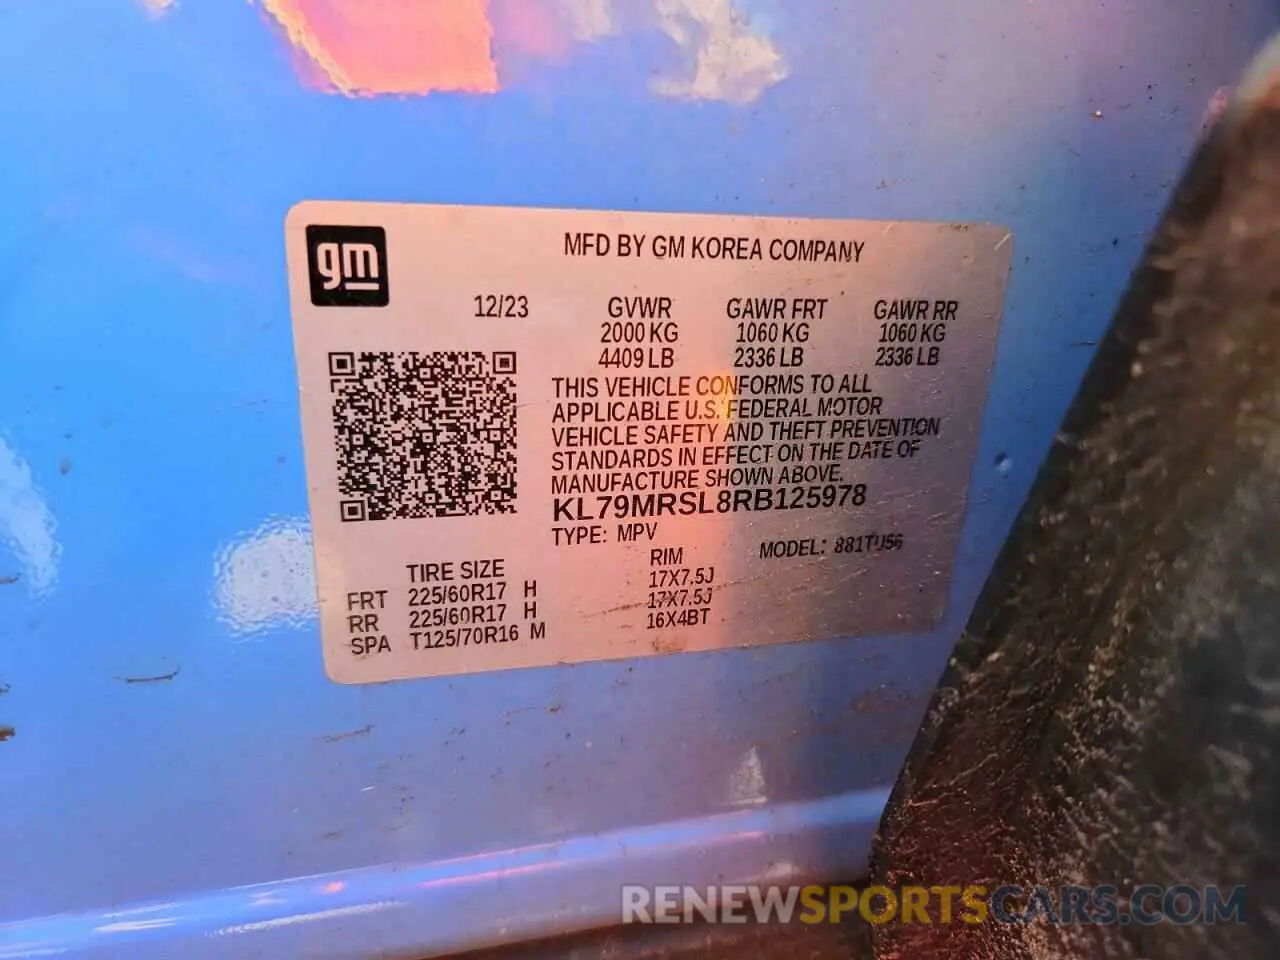 gm
MFD BY GM KOREA COMPANY
12/23 GVWR GAWR FRT GAWR RR
2000 KG 1060 KG 1060 KG
4409 LB 2336 LB 2336 LB
THIS VEHICLE CONFORMS TO ALL
APPLICABLE U.S. FEDERAL MOTOR
VEHICLE SAFETY AND THEFT PREVENTION
STANDARDS IN EFFECT ON THE DATE OF
MANUFACTURE SHOWN ABOVE.
KL79MRSL8RB125978
TYPE: MPV MODEL: 881TU56
TIRE SIZE RIM
FRT 225/60R17 H 17X7.5J
RR 225/60R17 H 17X7.5J
SPA T125/70R16 M 16X4BT
RENEWSPORTSCARS.COM